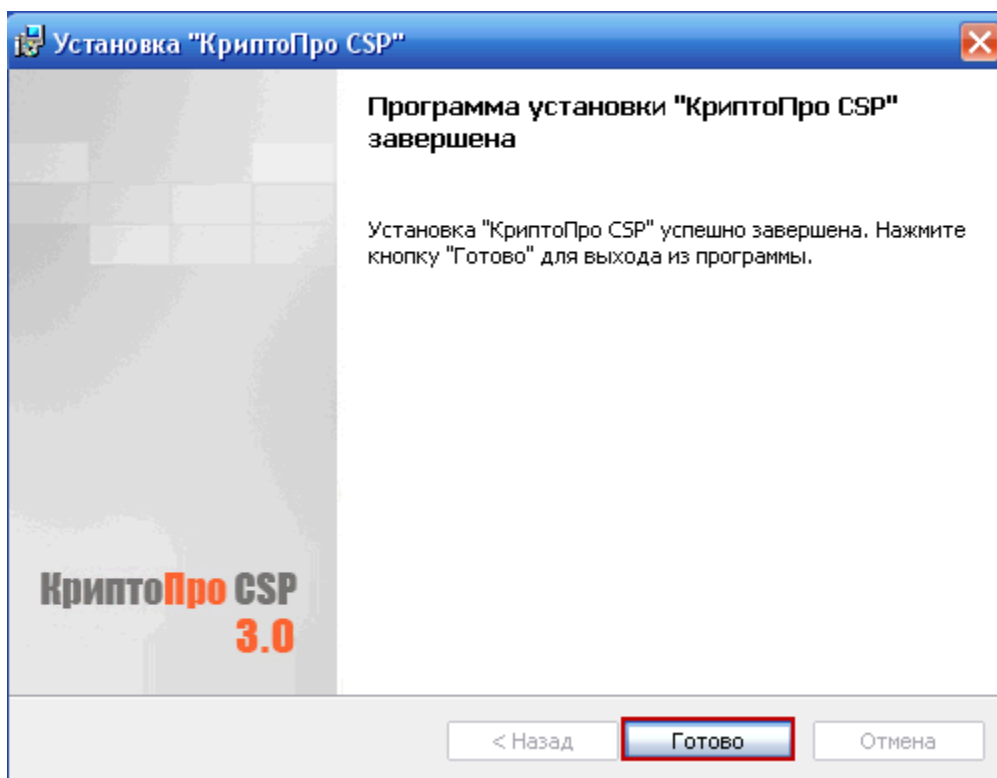 Установка "КриптоПро CSP"
Программа установки "КриптоПро CSP"
завершена
Установка "КриптоПро CSP" успешно завершена. Нажмите
кнопку "Готово" для выхода из программы.
КриптоПро CSP
3.0
< Назад
Готово
Отмена